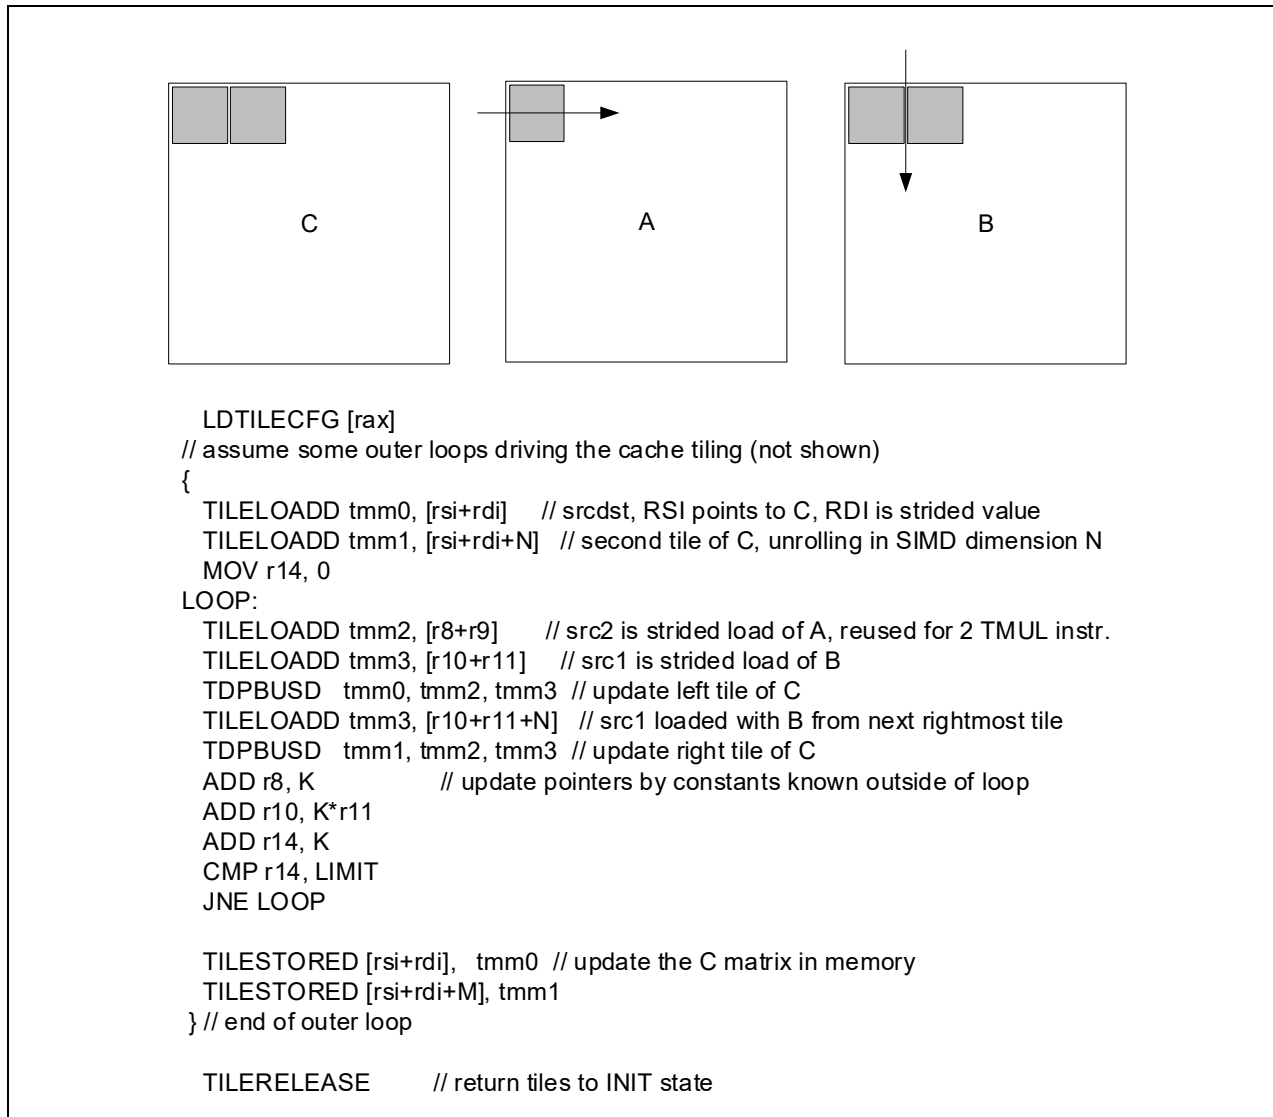 C A B
LDTILECFG [rax]
// assume some outer loops driving the cache tiling (not shown)
{
TILELOADD tmm0, [rsi+rdi] // srcdst, RSI points to C, RDI is strided value
TILELOADD tmm1, [rsi+rdi+N] // second tile of C, unrolling in SIMD dimension N
MOV r14, 0
LOOP:
TILELOADD tmm2, [r8+r9] // src2 is strided load of A, reused for 2 TMUL instr.
TILELOADD tmm3, [r10+r11] // src1 is strided load of B
TDPBUSD tmm0, tmm2, tmm3 // update left tile of C
TILELOADD tmm3, [r10+r11+N] // src1 loaded with B from next rightmost tile
TDPBUSD tmm1, tmm2, tmm3 // update right tile of C
ADD r8, K // update pointers by constants known outside of loop
ADD r10, K*r11
ADD r14, K
CMP r14, LIMIT
JNE LOOP
TILESTORED [rsi+rdi], tmm0 // update the C matrix in memory
TILESTORED [rsi+rdi+M], tmm1
} // end of outer loop
TILERELEASE // return tiles to INIT state